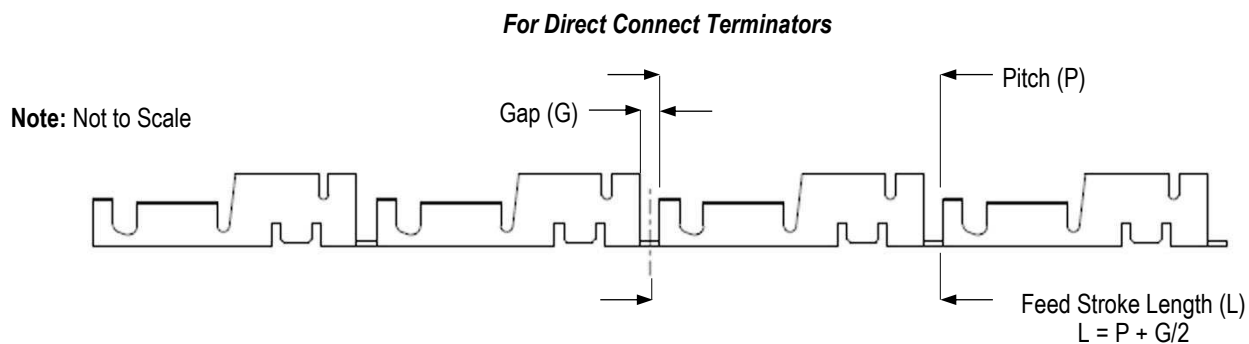 For Direct Connect Terminators
Pitch (P)
Gap (G)
Note: Not to Scale
Feed Stroke Length (L)
L = P + G/2